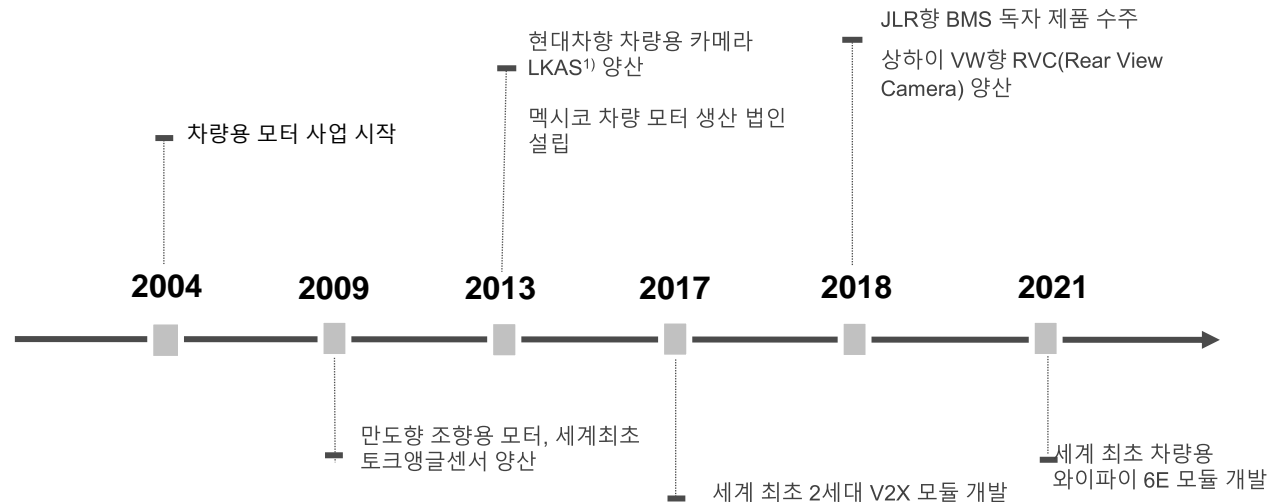 JLR향 BMS 독자 제품 수주
상하이 VW향 RVC(Rear View
Camera) 양산
현대차향 차량용 카메라
LKAS1) 양산
멕시코 차량 모터 생산 법인
설립
차량용 모터 사업 시작
2004
2009
2013
2017
2018
2021
만도향 조향용 모터, 세계최초
토크앵글센서 양산
세계 최초 2세대 V2X 모듈 개발
세계 최초 차량용
와이파이 6E 모듈 개발